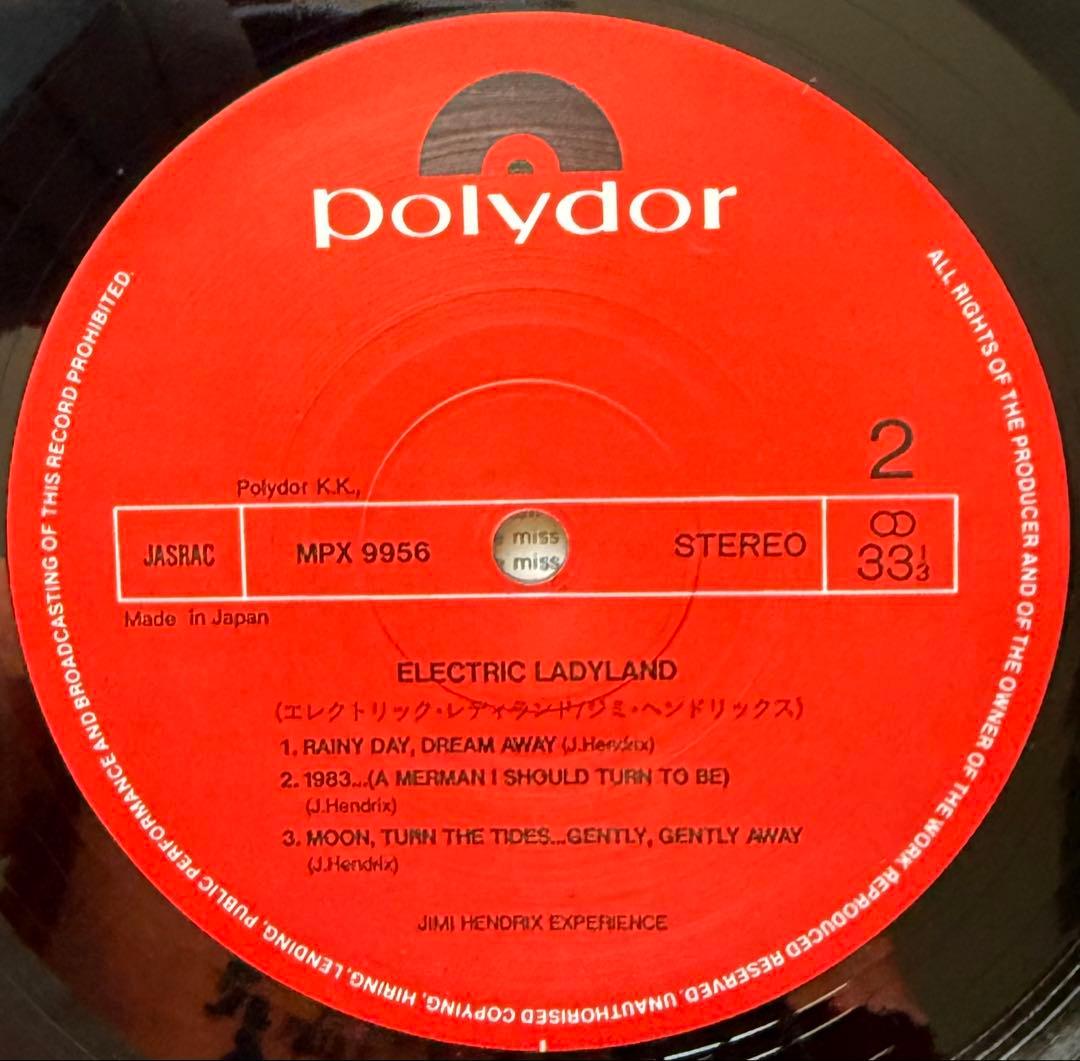 polydor
2
Polydor K.K.,
JASRAC
MPX 9956
miss
miss
STEREO
33 1/3
Made in Japan
ELECTRIC LADYLAND
(エレクトリック・レディランド/ジミ・ヘンドリックス)
1. RAINY DAY, DREAM AWAY (J.Hendrix)
2. 1983...(A MERMAN I SHOULD TURN TO BE)
(J.Hendrix)
3. MOON, TURN THE TIDES...GENTLY, GENTLY AWAY
(J.Hendrix)
JIMI HENDRIX EXPERIENCE
ALL RIGHTS OF THE PRODUCER AND OF THE OWNER OF THE WORK REPRODUCED RESERVED. UNAUTHORISED COPYING, HIRING, LENDING, PUBLIC PERFORMANCE AND BROADCASTING OF THIS RECORD PROHIBITED.